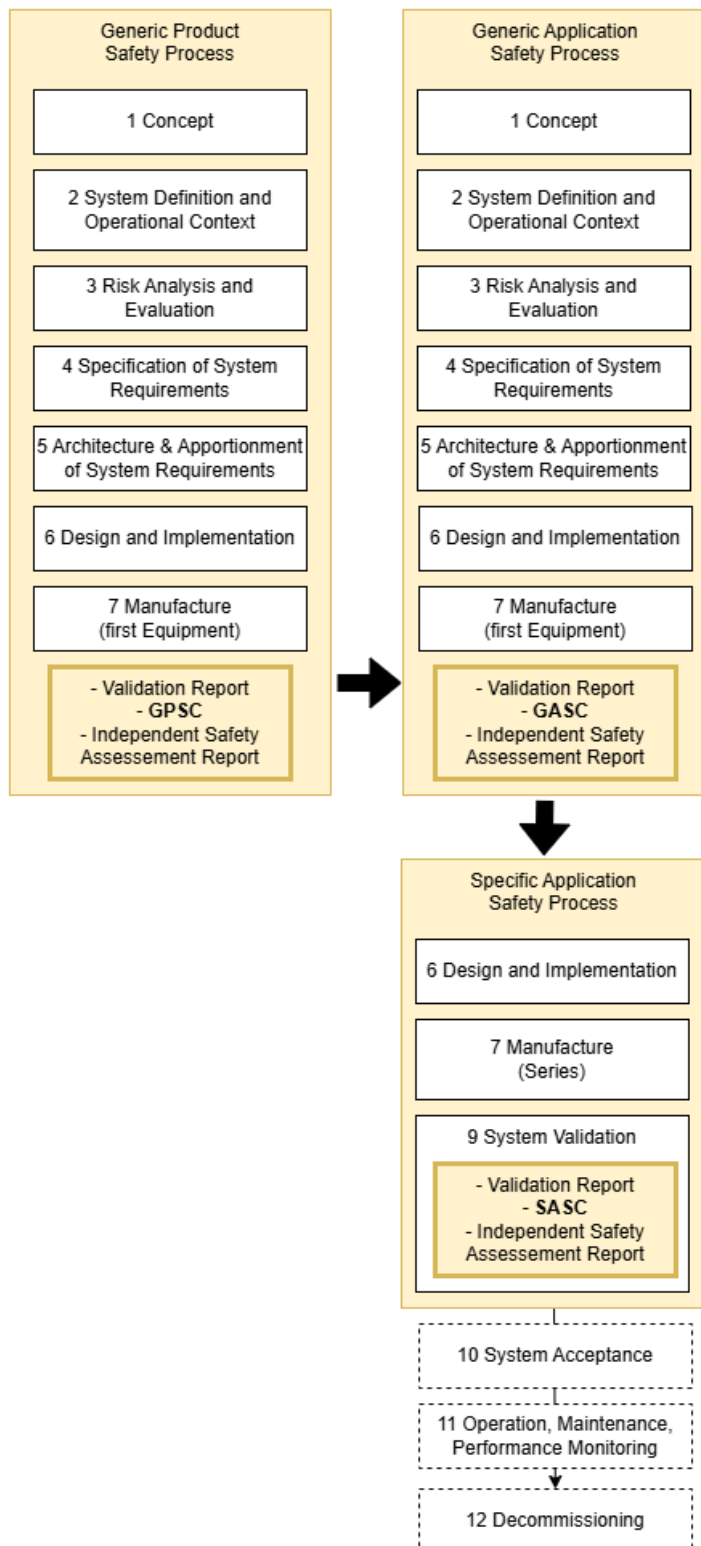 Generic Product
Safety Process
1 Concept
2 System Definition and
Operational Context
3 Risk Analysis and
Evaluation
4 Specification of System
Requirements
5 Architecture & Apportionment
of System Requirements
6 Design and Implementation
7 Manufacture
(first Equipment)
- Validation Report
- GPSC
- Independent Safety
Assessement Report
Generic Application
Safety Process
1 Concept
2 System Definition and
Operational Context
3 Risk Analysis and
Evaluation
4 Specification of System
Requirements
5 Architecture & Apportionment
of System Requirements
6 Design and Implementation
7 Manufacture
(first Equipment)
- Validation Report
- GASC
- Independent Safety
Assessement Report
Specific Application
Safety Process
6 Design and Implementation
7 Manufacture
(Series)
9 System Validation
- Validation Report
- SASC
- Independent Safety
Assessement Report
10 System Acceptance
11 Operation, Maintenance,
Performance Monitoring
12 Decommissioning